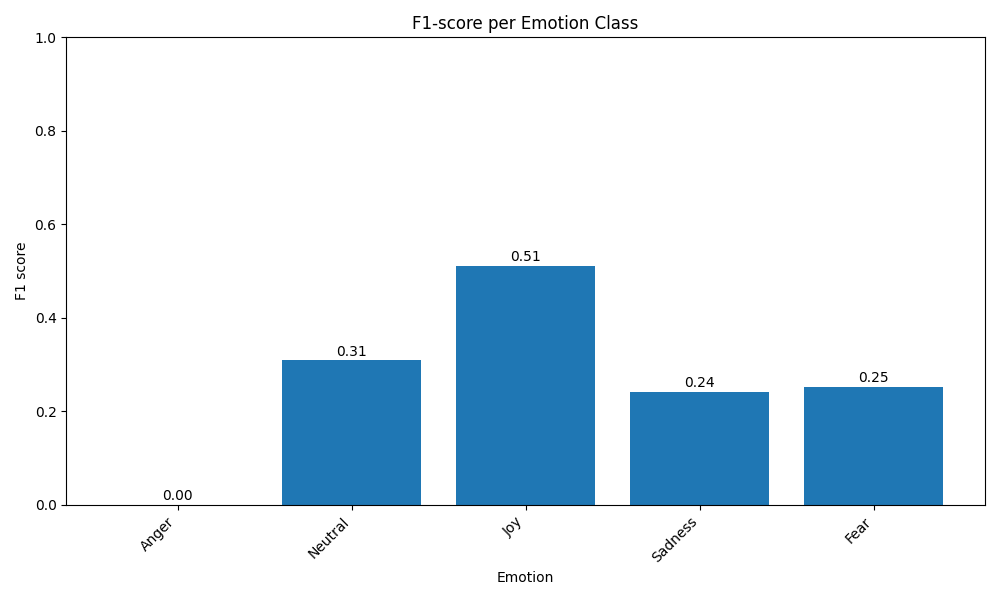 F1-score per Emotion Class
F1 score
1.0
0.8
0.6
0.4
0.2
0.0
0.00
0.31
0.51
0.24
0.25
Anger
Neutral
Joy
Sadness
Fear
Emotion